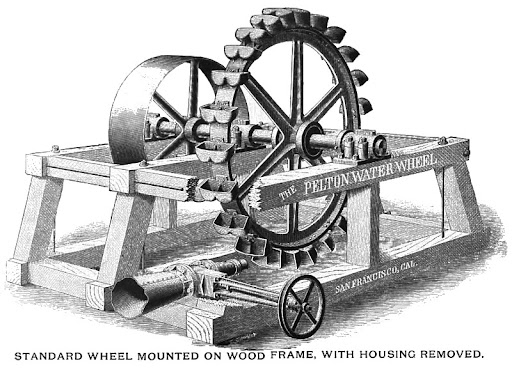 THE PELTON WATER WHEEL
SAN FRANCISCO, CAL.
STANDARD WHEEL MOUNTED ON WOOD FRAME, WITH HOUSING REMOVED.